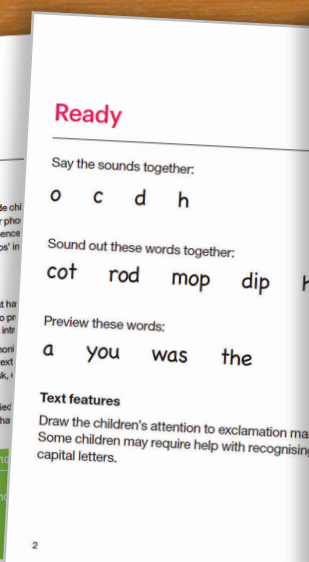 Ready
Say the sounds together:
o c d h
Sound out these words together:
cot rod mop dip
Preview these words:
a you was the
Text features
Draw the children's attention to exclamation
Some children may require help with recognising
capital letters.
2